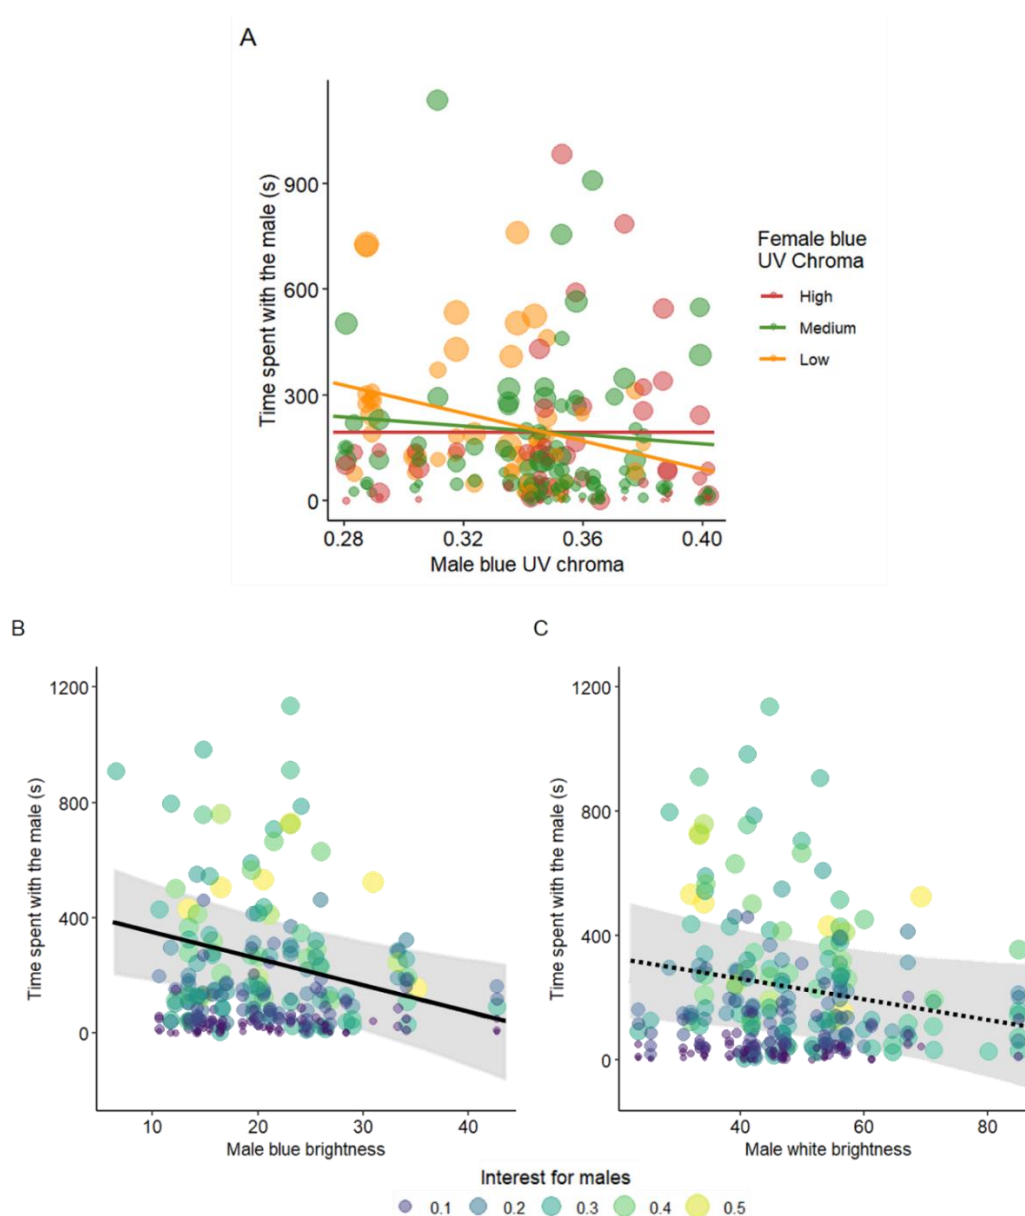 A
Time spent with the male (s)
900
600
300
0
0.28 0.32 0.36 0.40
Male blue UV chroma
Female blue
UV Chroma
High
Medium
Low
B
Time spent with the male (s)
1200
800
400
0
10 20 30 40
Male blue brightness
C
Time spent with the male (s)
1200
800
400
0
40 60 80
Male white brightness
Interest for males
0.1 0.2 0.3 0.4 0.5